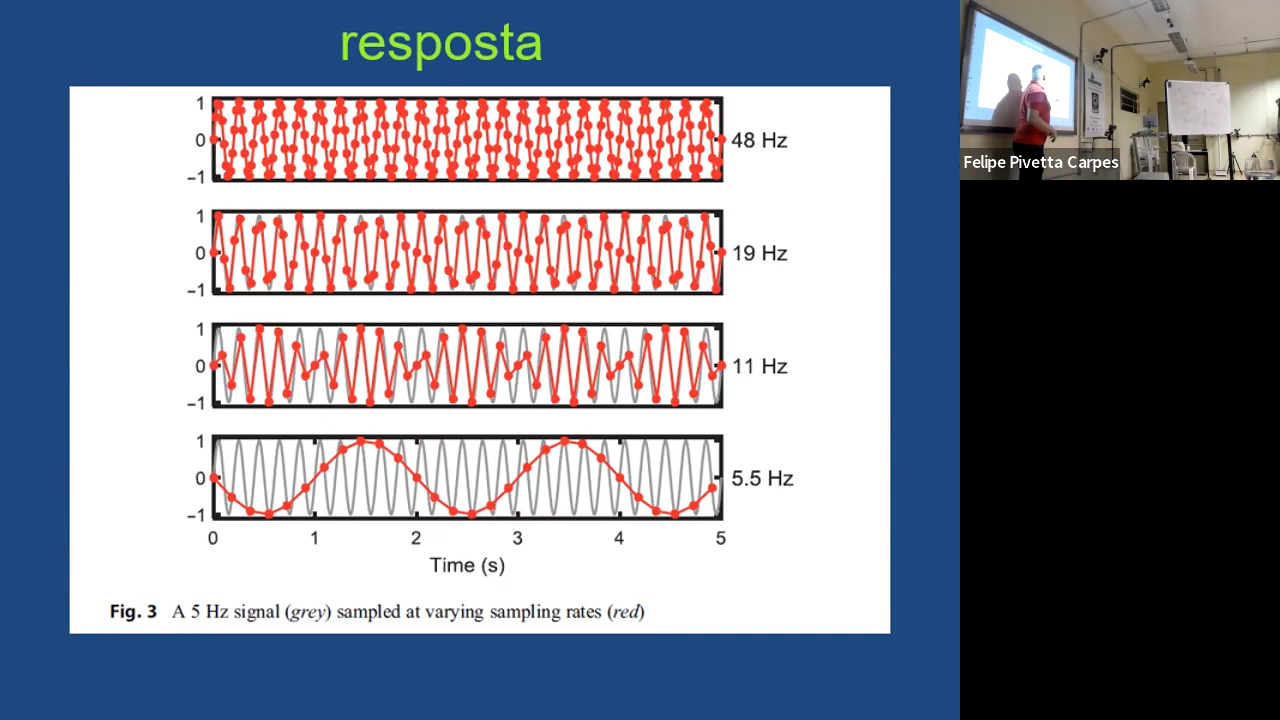 resposta
1
0
−1
48 Hz
1
0
−1
19 Hz
1
0
−1
11 Hz
1
0
−1
5.5 Hz
0 1 2 3 4 5
Time (s)
Fig. 3 A 5 Hz signal (grey) sampled at varying sampling rates (red)
Felipe Pivetta Carpes